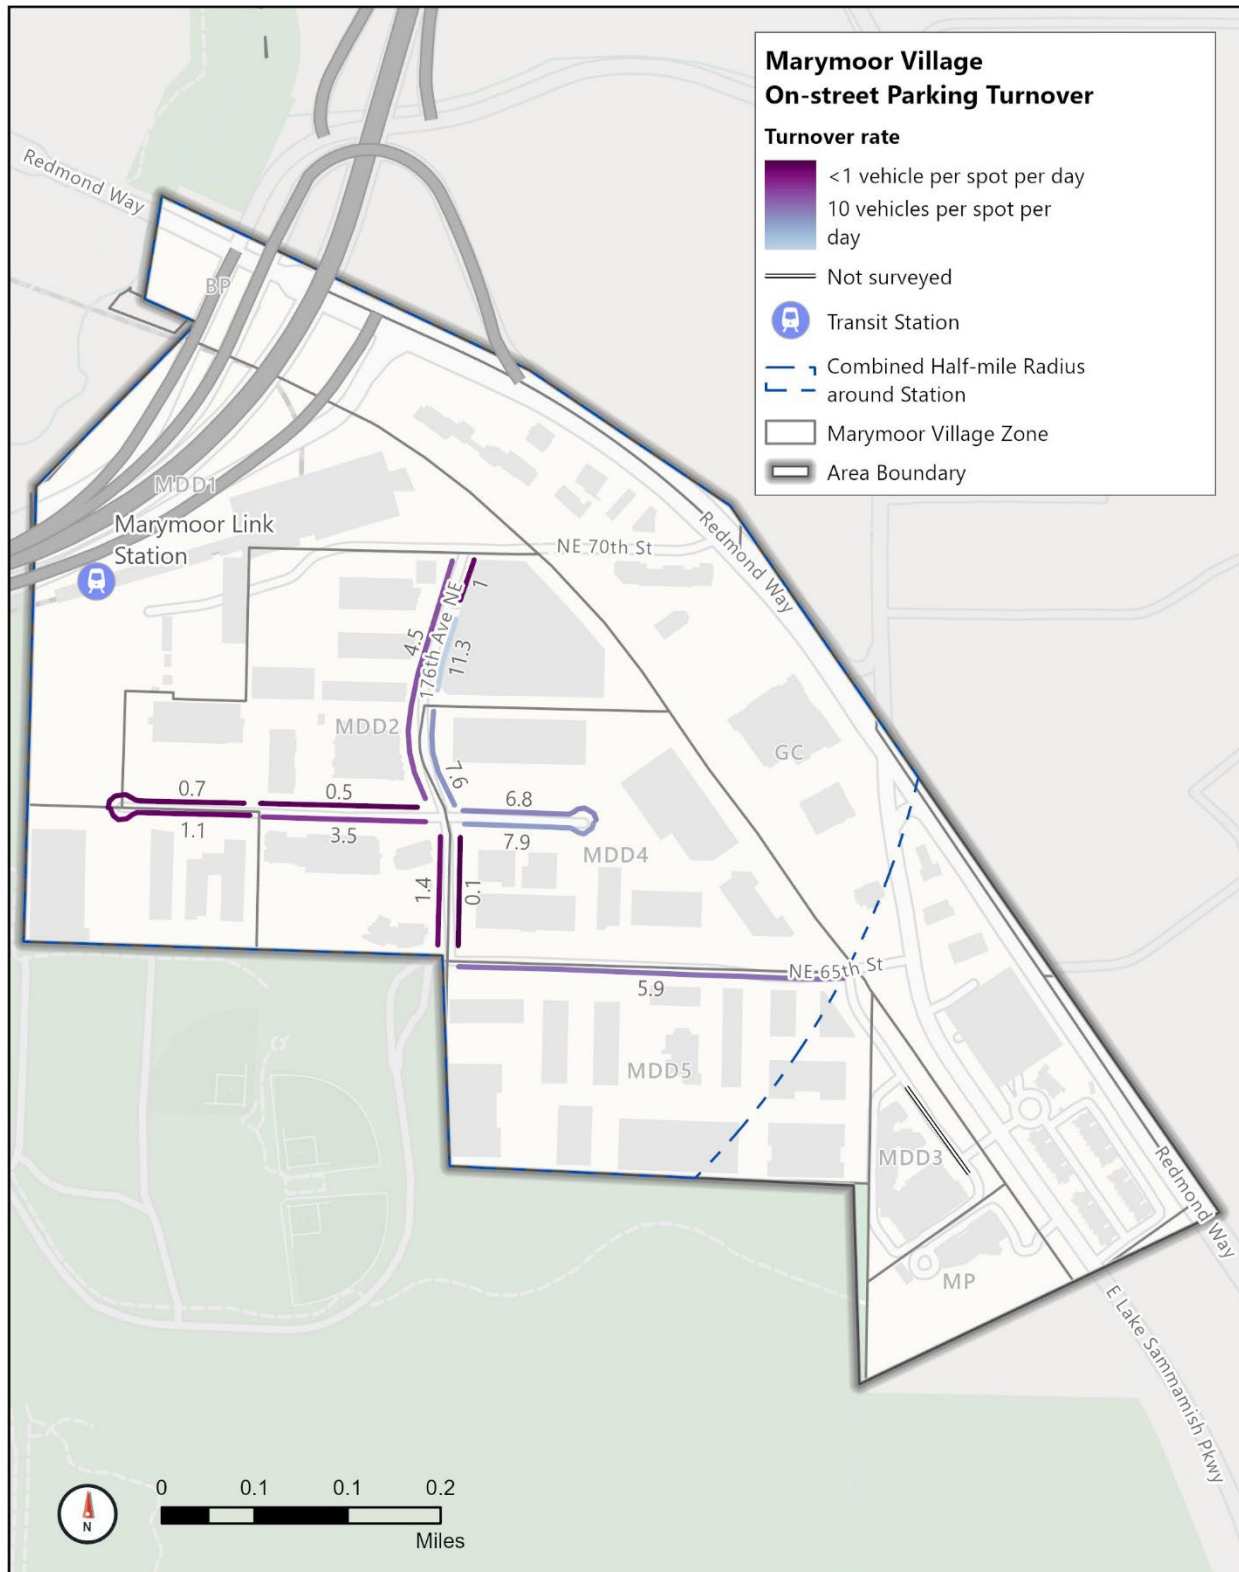 Marymoor Village
On-street Parking Turnover
Turnover rate
<1 vehicle per spot per day
10 vehicles per spot per
day
Not surveyed
Transit Station
Combined Half-mile Radius
around Station
Marymoor Village Zone
Area Boundary
Redmond Way
BP
MDD1
Marymoor Link
Station
NE 70th St
Redmond Way
1
176th Ave NE
4.5
11.3
MDD2
GC
7.6
0.7
0.5
6.8
1.1
3.5
7.9
MDD4
1.4
0.1
NE 65th St
5.9
MDD5
MDD3
Redmond Way
MP
E Lake Sammamish Pkwy
0
0.1
0.1
0.2
Miles
N